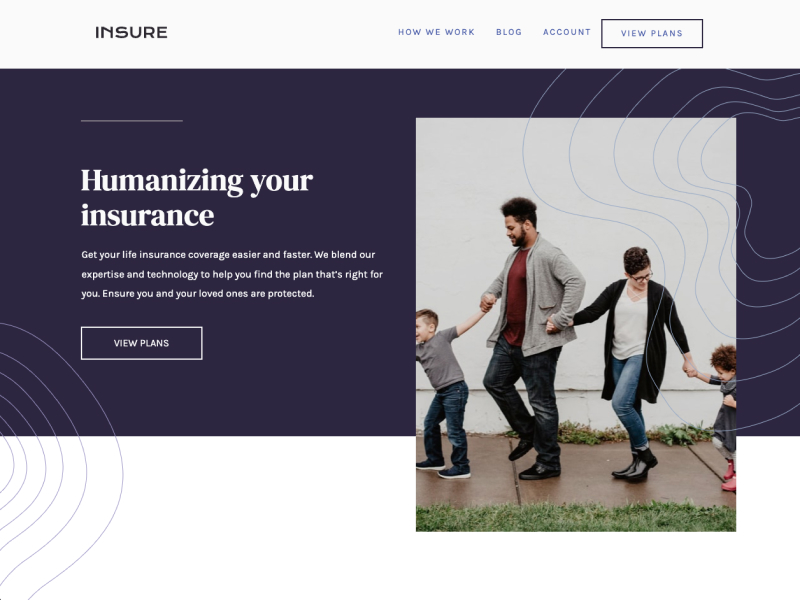 INSURE
HOW WE WORK
BLOG
ACCOUNT
VIEW PLANS
Humanizing your
insurance
Get your life insurance coverage easier and faster. We blend our
expertise and technology to help you find the plan that's right for
you. Ensure you and your loved ones are protected.
VIEW PLANS